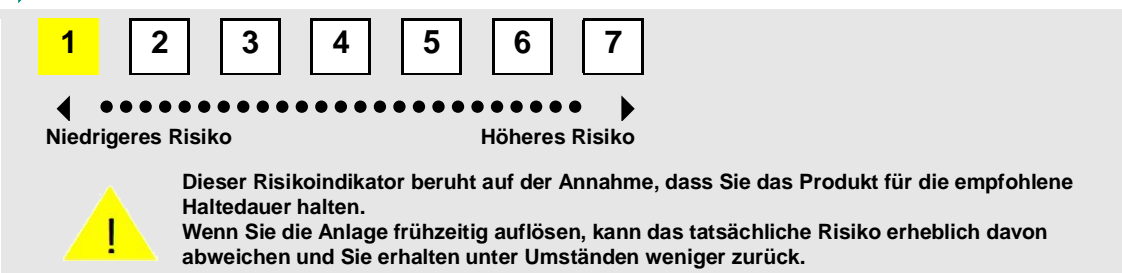 1 2 3 4 5 6 7
Niedrigeres Risiko Höheres Risiko
Dieser Risikoindikator beruht auf der Annahme, dass Sie das Produkt für die empfohlene
Haltedauer halten.
Wenn Sie die Anlage frühzeitig auflösen, kann das tatsächliche Risiko erheblich davon
abweichen und Sie erhalten unter Umständen weniger zurück.
!